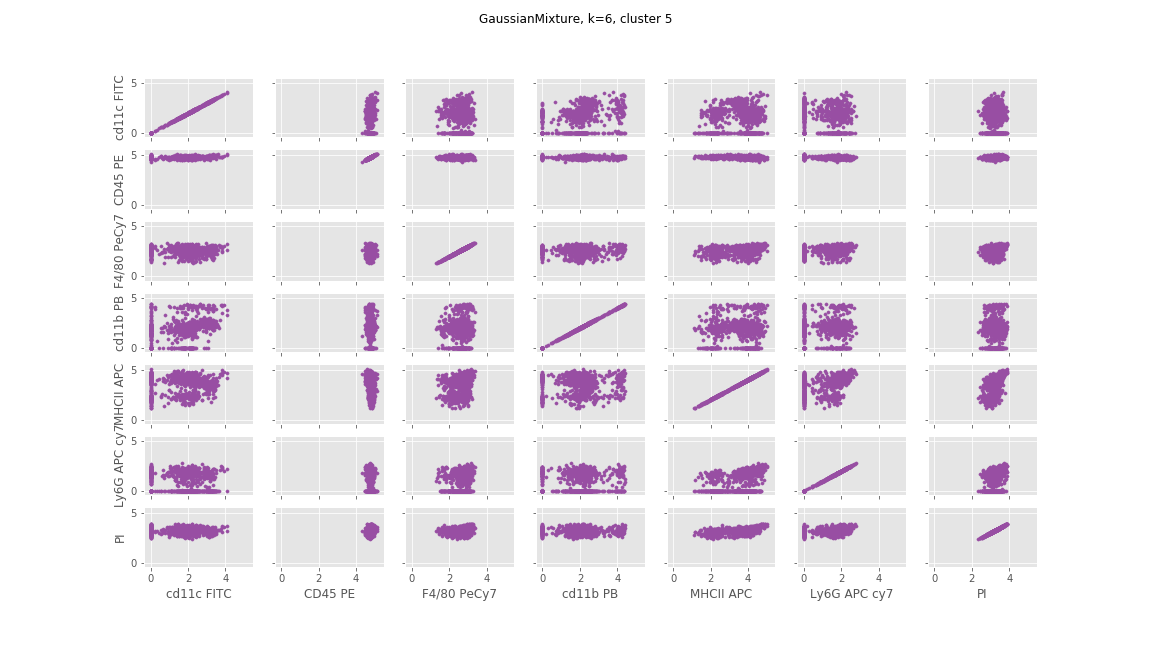 GaussianMixture, k=6, cluster 5
cd11c FITC
5
0
CD45 PE
5
0
F4/80 PeCy7
5
0
cd11b PB
5
0
MHCII APC
5
0
Ly6G APC cy7
5
0
PI
5
0
0 2 4 0 2 4 0 2 4 0 2 4 0 2 4 0 2 4 0 2 4
cd11c FITC CD45 PE F4/80 PeCy7 cd11b PB MHCII APC Ly6G APC cy7 PI